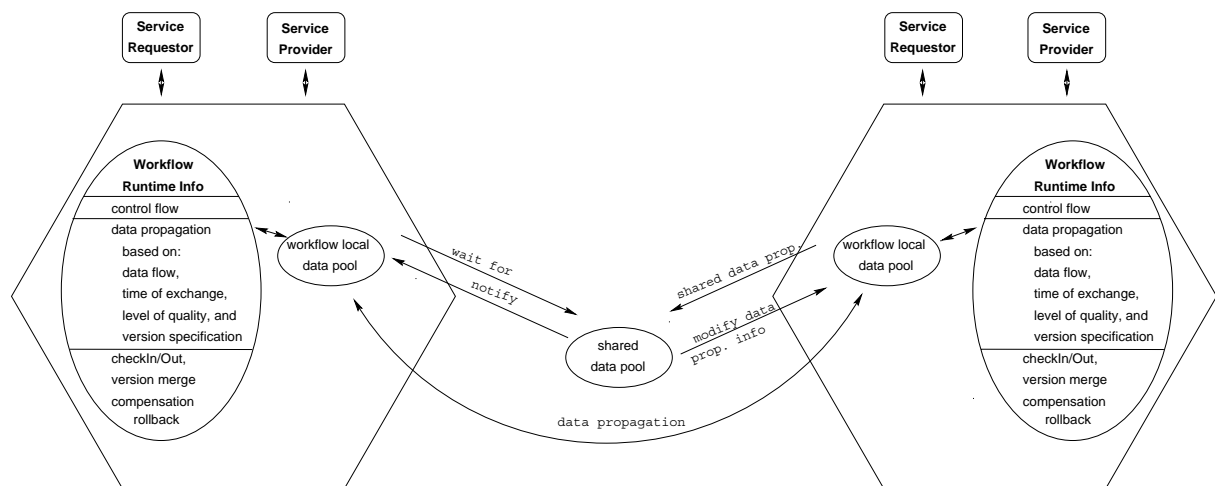 Service
Requestor
Service
Provider
Workflow
Runtime Info
control flow
data propagation
based on:
data flow,
time of exchange,
level of quality, and
version specification
checkIn/Out,
version merge
compensation
rollback
workflow local
data pool
wait for
notify
shared
data pool
data propagation
shared data prop.
modify data
prop. info
Service
Requestor
Service
Provider
workflow local
data pool
Workflow
Runtime Info
control flow
data propagation
based on:
data flow,
time of exchange,
level of quality, and
version specification
checkIn/Out,
version merge
compensation
rollback